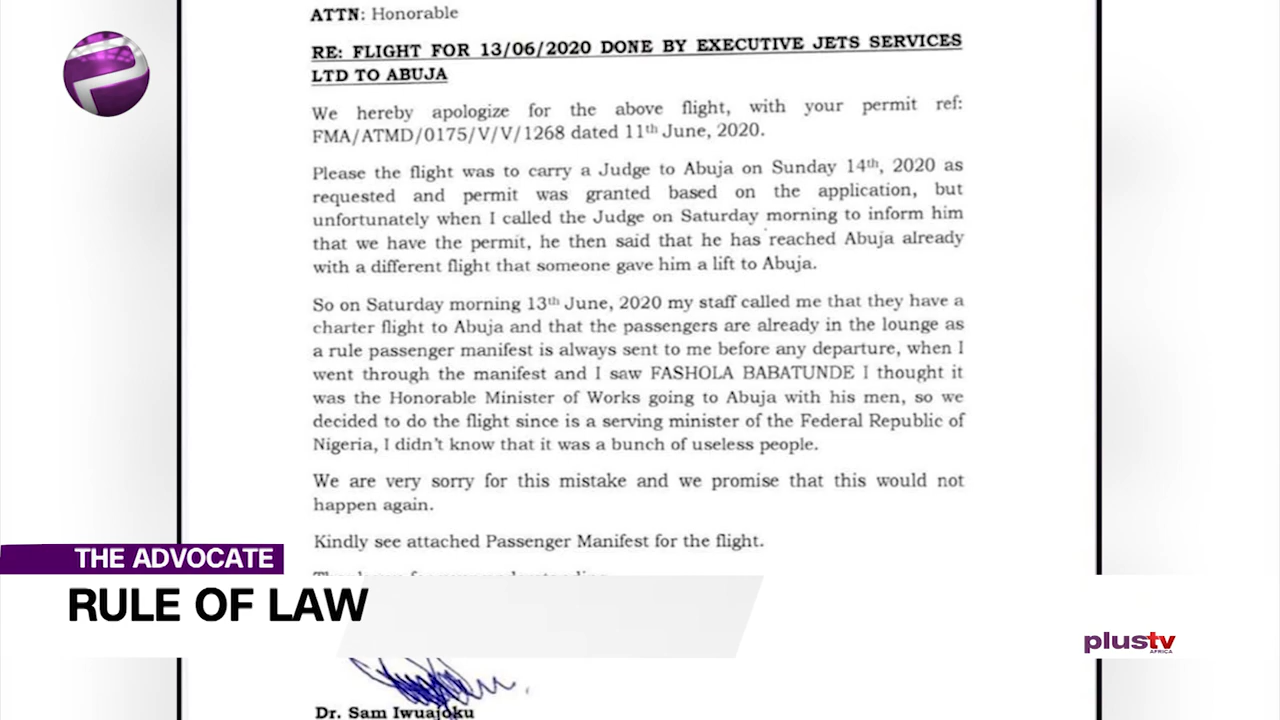 ATTN: Honorable
RE: FLIGHT FOR 13/06/2020 DONE BY EXECUTIVE JETS SERVICES
LTD TO ABUJA
We hereby apologize for the above flight, with your permit ref:
FMA/ATMD/0175/V/V/1268 dated 11th June, 2020.
Please the flight was to carry a Judge to Abuja on Sunday 14th, 2020 as
requested and permit was granted based on the application, but
unfortunately when I called the Judge on Saturday morning to inform him
that we have the permit, he then said that he has reached Abuja already
with a different flight that someone gave him a lift to Abuja.
So on Saturday morning 13th June, 2020 my staff called me that they have a
charter flight to Abuja and that the passengers are already in the lounge as
a rule passenger manifest is always sent to me before any departure, when I
went through the manifest and I saw FASHOLA BABATUNDE I thought it
was the Honorable Minister of Works going to Abuja with his men, so we
decided to do the flight since is a serving minister of the Federal Republic of
Nigeria, I didn't know that it was a bunch of useless people.
We are very sorry for this mistake and we promise that this would not
happen again.
Kindly see attached Passenger Manifest for the flight.
THE ADVOCATE
RULE OF LAW
plustv
AFRICA
Dr. Sam Iwuajoku